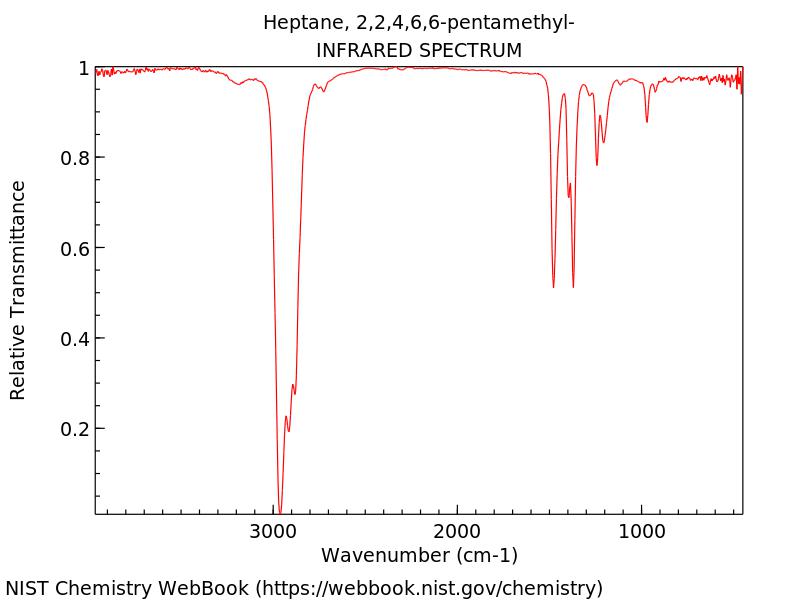 Heptane, 2,2,4,6,6-pentamethyl-
INFRARED SPECTRUM
1
0.8
0.6
0.4
0.2
Relative Transmittance
3000 2000 1000
Wavenumber (cm-1)
NIST Chemistry WebBook (https://webbook.nist.gov/chemistry)